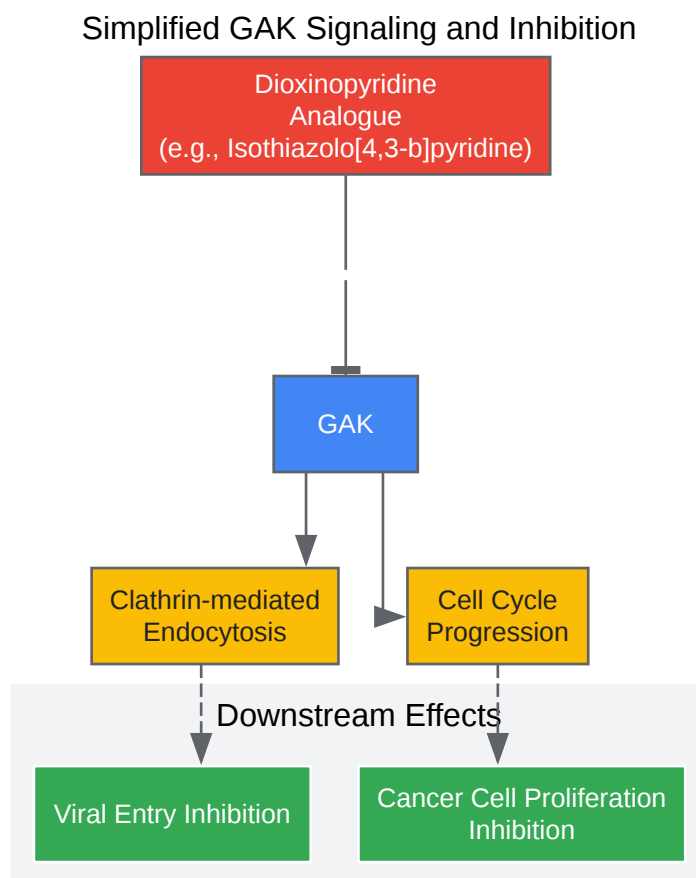 Simplified GAK Signaling and Inhibition
Dioxinopyridine
Analogue
(e.g., Isothiazolo[4,3-b]pyridine)
GAK
Clathrin-mediated
Endocytosis
Cell Cycle
Progression
Downstream Effects
Viral Entry Inhibition
Cancer Cell Proliferation
Inhibition